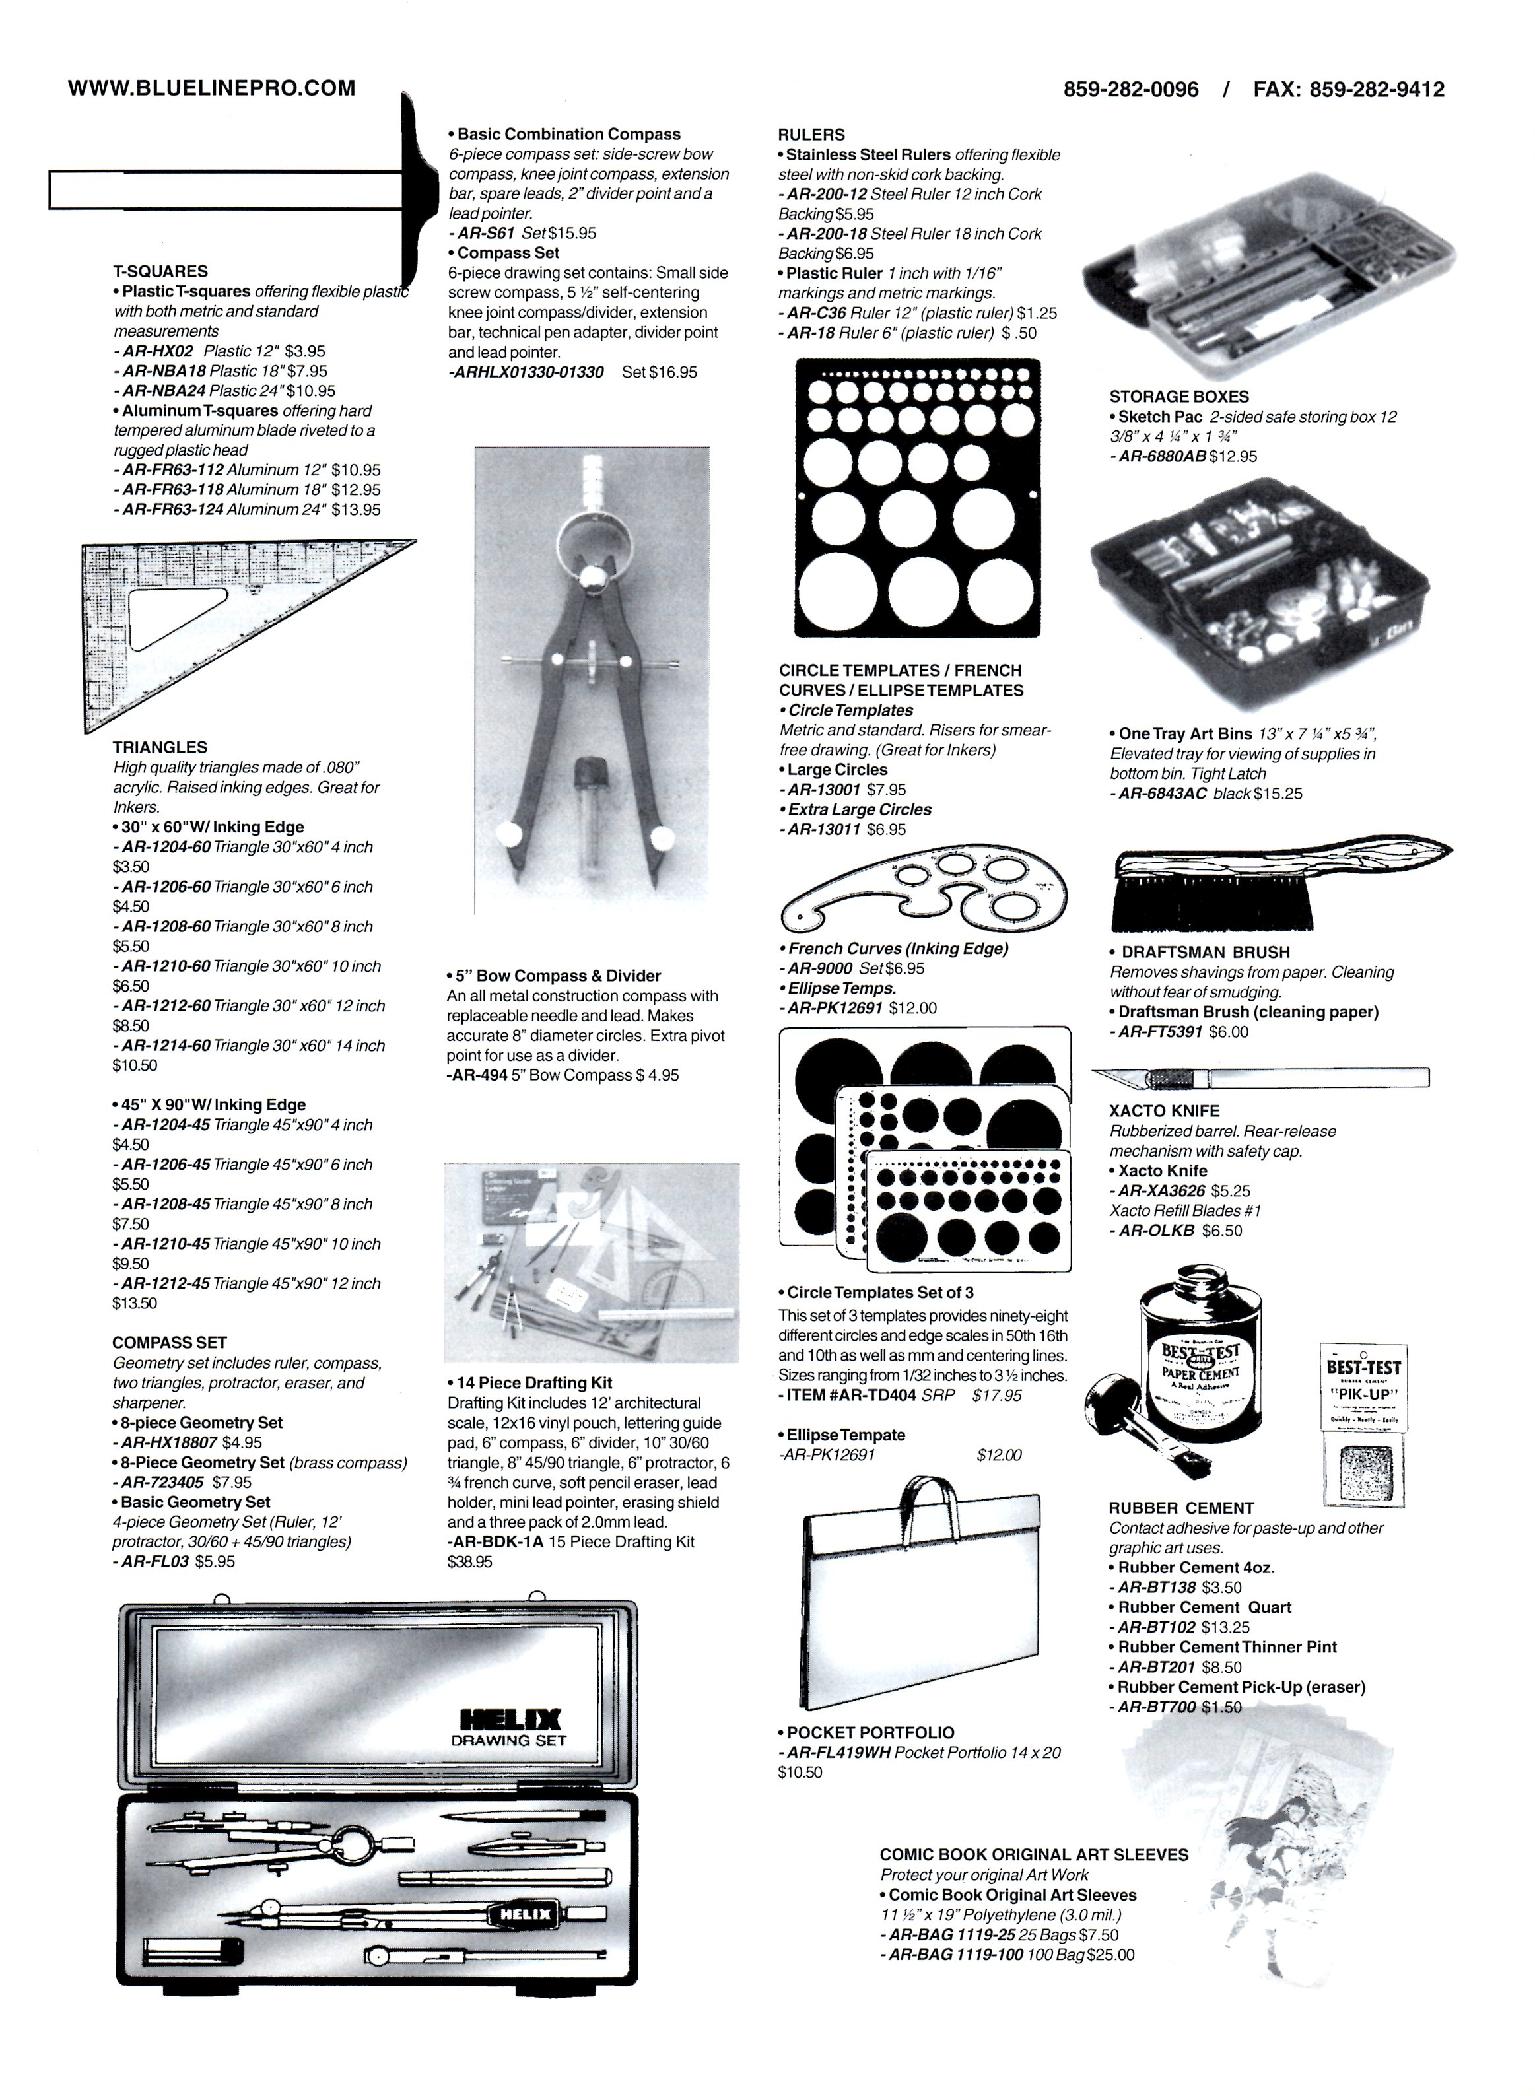 WWW.BLUELINEPRO.COM
859-282-0096 / FAX: 859-282-9412
T-SQUARES
• Plastic T-squares offering flexible plastic
with both metric and standard
measurements
- AR-HX02 Plastic 12" $3.95
- AR-NBA18 Plastic 18" $7.95
- AR-NBA24 Plastic 24" $10.95
• Aluminum T-squares offering hard
tempered aluminum blade riveted to a
rugged plastic head
- AR-FR63-112 Aluminum 12" $10.95
- AR-FR63-118 Aluminum 18" $12.95
- AR-FR63-124 Aluminum 24" $13.95
TRIANGLES
High quality triangles made of .080"
acrylic. Raised inking edges. Great for
Inkers.
• 30" x 60"W/ Inking Edge
- AR-1204-60 Triangle 30"x60" 4 inch
$3.50
- AR-1206-60 Triangle 30"x60" 6 inch
$4.50
- AR-1208-60 Triangle 30"x60" 8 inch
$5.50
- AR-1210-60 Triangle 30"x60" 10 inch
$6.50
- AR-1212-60 Triangle 30" x60" 12 inch
$8.50
- AR-1214-60 Triangle 30" x60" 14 inch
$10.50
• 45" X 90"W/ Inking Edge
- AR-1204-45 Triangle 45"x90" 4 inch
$4.50
- AR-1206-45 Triangle 45"x90" 6 inch
$5.50
- AR-1208-45 Triangle 45"x90" 8 inch
$7.50
- AR-1210-45 Triangle 45"x90" 10 inch
$9.50
- AR-1212-45 Triangle 45"x90" 12 inch
$13.50
COMPASS SET
Geometry set includes ruler, compass,
two triangles, protractor, eraser, and
sharpener.
• 8-piece Geometry Set
- AR-HX18807 $4.95
• 8-Piece Geometry Set (brass compass)
- AR-723405 $7.95
• Basic Geometry Set
4-piece Geometry Set (Ruler, 12'
protractor, 30/60 + 45/90 triangles)
- AR-FL03 $5.95
HELIX
DRAWING SET
HELIX
• Basic Combination Compass
6-piece compass set: side-screw bow
compass, knee joint compass, extension
bar, spare leads, 2" divider point and a
lead pointer.
- AR-S61 Set $15.95
• Compass Set
6-piece drawing set contains: Small side
screw compass, 5 ½" self-centering
knee joint compass/divider, extension
bar, technical pen adapter, divider point
and lead pointer.
-ARHLX01330-01330 Set $16.95
• 5" Bow Compass & Divider
An all metal construction compass with
replaceable needle and lead. Makes
accurate 8" diameter circles. Extra pivot
point for use as a divider.
-AR-494 5" Bow Compass $ 4.95
• 14 Piece Drafting Kit
Drafting Kit includes 12' architectural
scale, 12x16 vinyl pouch, lettering guide
pad, 6" compass, 6" divider, 10" 30/60
triangle, 8" 45/90 triangle, 6" protractor, 6
¾ french curve, soft pencil eraser, lead
holder, mini lead pointer, erasing shield
and a three pack of 2.0mm lead.
-AR-BDK-1A 15 Piece Drafting Kit
$38.95
RULERS
• Stainless Steel Rulers offering flexible
steel with non-skid cork backing.
- AR-200-12 Steel Ruler 12 inch Cork
Backing $5.95
- AR-200-18 Steel Ruler 18 inch Cork
Backing $6.95
• Plastic Ruler 1 inch with 1/16"
markings and metric markings.
- AR-C36 Ruler 12" (plastic ruler) $1.25
- AR-18 Ruler 6" (plastic ruler) $ .50
CIRCLE TEMPLATES / FRENCH
CURVES / ELLIPSE TEMPLATES
• Circle Templates
Metric and standard. Risers for smear-
free drawing. (Great for Inkers)
• Large Circles
- AR-13001 $7.95
• Extra Large Circles
- AR-13011 $6.95
• French Curves (Inking Edge)
- AR-9000 Set $6.95
• Ellipse Temps.
- AR-PK12691 $12.00
• Circle Templates Set of 3
This set of 3 templates provides ninety-eight
different circles and edge scales in 50th 16th
and 10th as well as mm and centering lines.
Sizes ranging from 1/32 inches to 3 ½ inches.
- ITEM #AR-TD404 SRP $17.95
• Ellipse Tempate
-AR-PK12691 $12.00
• POCKET PORTFOLIO
- AR-FL419WH Pocket Portfolio 14 x 20
$10.50
STORAGE BOXES
• Sketch Pac 2-sided safe storing box 12
3/8" x 4 ¼" x 1 ¾"
- AR-6880AB $12.95
• One Tray Art Bins 13" x 7 ¼" x5 ¾",
Elevated tray for viewing of supplies in
bottom bin. Tight Latch
- AR-6843AC black $15.25
• DRAFTSMAN BRUSH
Removes shavings from paper. Cleaning
without fear of smudging.
• Draftsman Brush (cleaning paper)
- AR-FT5391 $6.00
XACTO KNIFE
Rubberized barrel. Rear-release
mechanism with safety cap.
• Xacto Knife
- AR-XA3626 $5.25
Xacto Refill Blades #1
- AR-OLKB $6.50
BEST-TEST
PAPER CEMENT
A Real Adhesive
BEST-TEST
RUBBER CEMENT
"PIK-UP"
Quickly - Neatly - Easily
RUBBER CEMENT
Contact adhesive for paste-up and other
graphic art uses.
• Rubber Cement 4oz.
- AR-BT138 $3.50
• Rubber Cement Quart
- AR-BT102 $13.25
• Rubber Cement Thinner Pint
- AR-BT201 $8.50
• Rubber Cement Pick-Up (eraser)
- AR-BT700 $1.50
COMIC BOOK ORIGINAL ART SLEEVES
Protect your original Art Work
• Comic Book Original Art Sleeves
11 ½" x 19" Polyethylene (3.0 mil.)
- AR-BAG 1119-25 25 Bags $7.50
- AR-BAG 1119-100 100 Bag $25.00